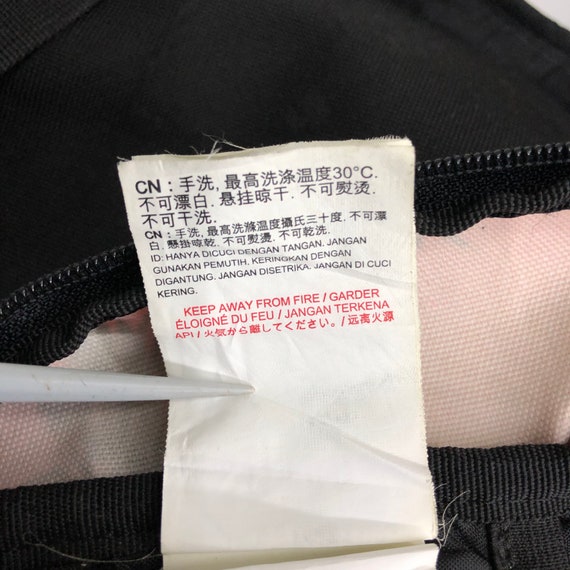 CN : 手洗, 最高洗涤温度30°C.
不可漂白. 悬挂晾干. 不可熨烫.
不可干洗.
CN : 手洗, 最高洗滌溫度攝氏三十度. 不可漂
白. 懸掛晾乾. 不可熨燙. 不可乾洗.
ID: HANYA DICUCI DENGAN TANGAN. JANGAN
GUNAKAN PEMUTIH. KERINGKAN DENGAN
DIGANTUNG. JANGAN DISETRIKA. JANGAN DI CUCI
KERING.
KEEP AWAY FROM FIRE / GARDER
ÉLOIGNÉ DU FEU / JANGAN TERKENA
API / 火気から離してください。/ 远离火源